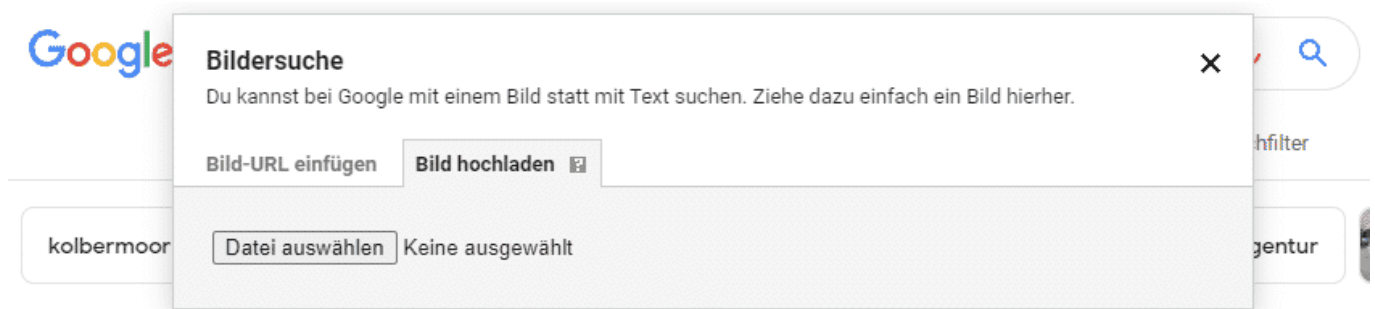 Google
Bildersuche
Du kannst bei Google mit einem Bild statt mit Text suchen. Ziehe dazu einfach ein Bild hierher.
hfilter
Bild-URL einfügen Bild hochladen ?
kolbermoor Datei auswählen Keine ausgewählt gentur